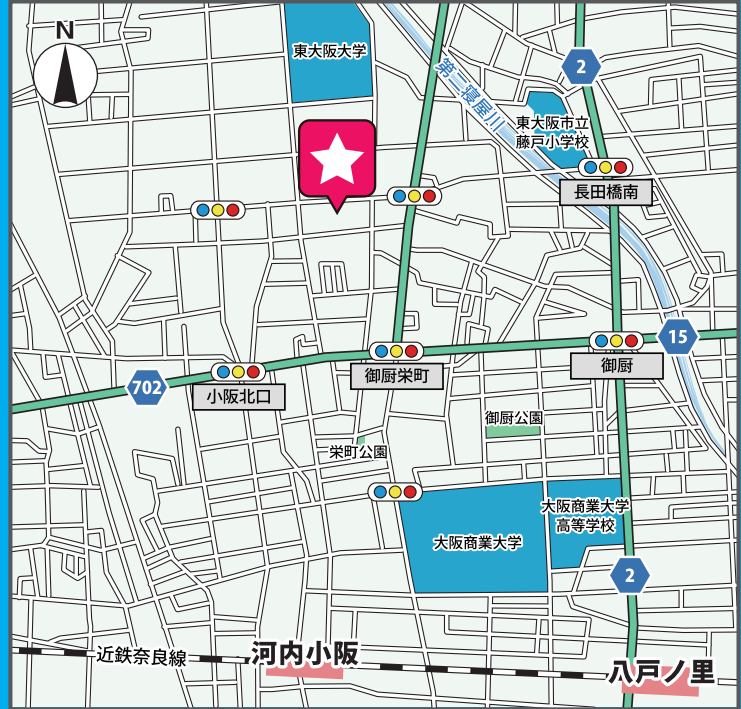 N
東大阪大学
2
第二寝屋川
東大阪市立
藤戸小学校
長田橋南
15
御厨
御厨栄町
702
小阪北口
御厨公園
栄町公園
大阪商業大学
高等学校
大阪商業大学
2
近鉄奈良線
河内小阪
八戸ノ里